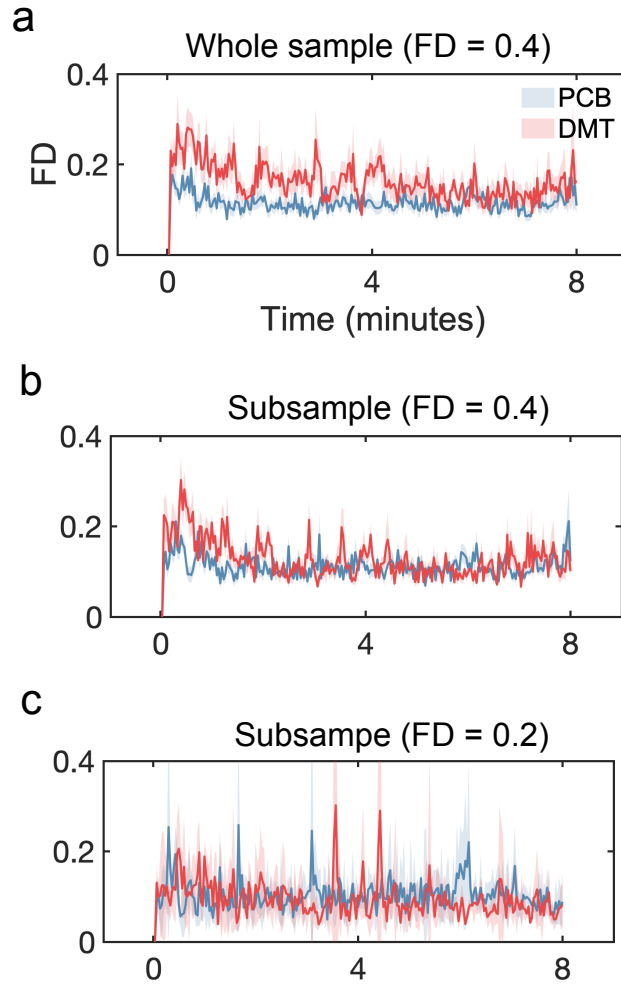 a
Whole sample (FD = 0.4)
0.4
PCB
DMT
0.2
FD
0
0
4
8
Time (minutes)
b
Subsample (FD = 0.4)
0.4
0.2
0
0
4
8
c
Subsampe (FD = 0.2)
0.4
0.2
0
0
4
8